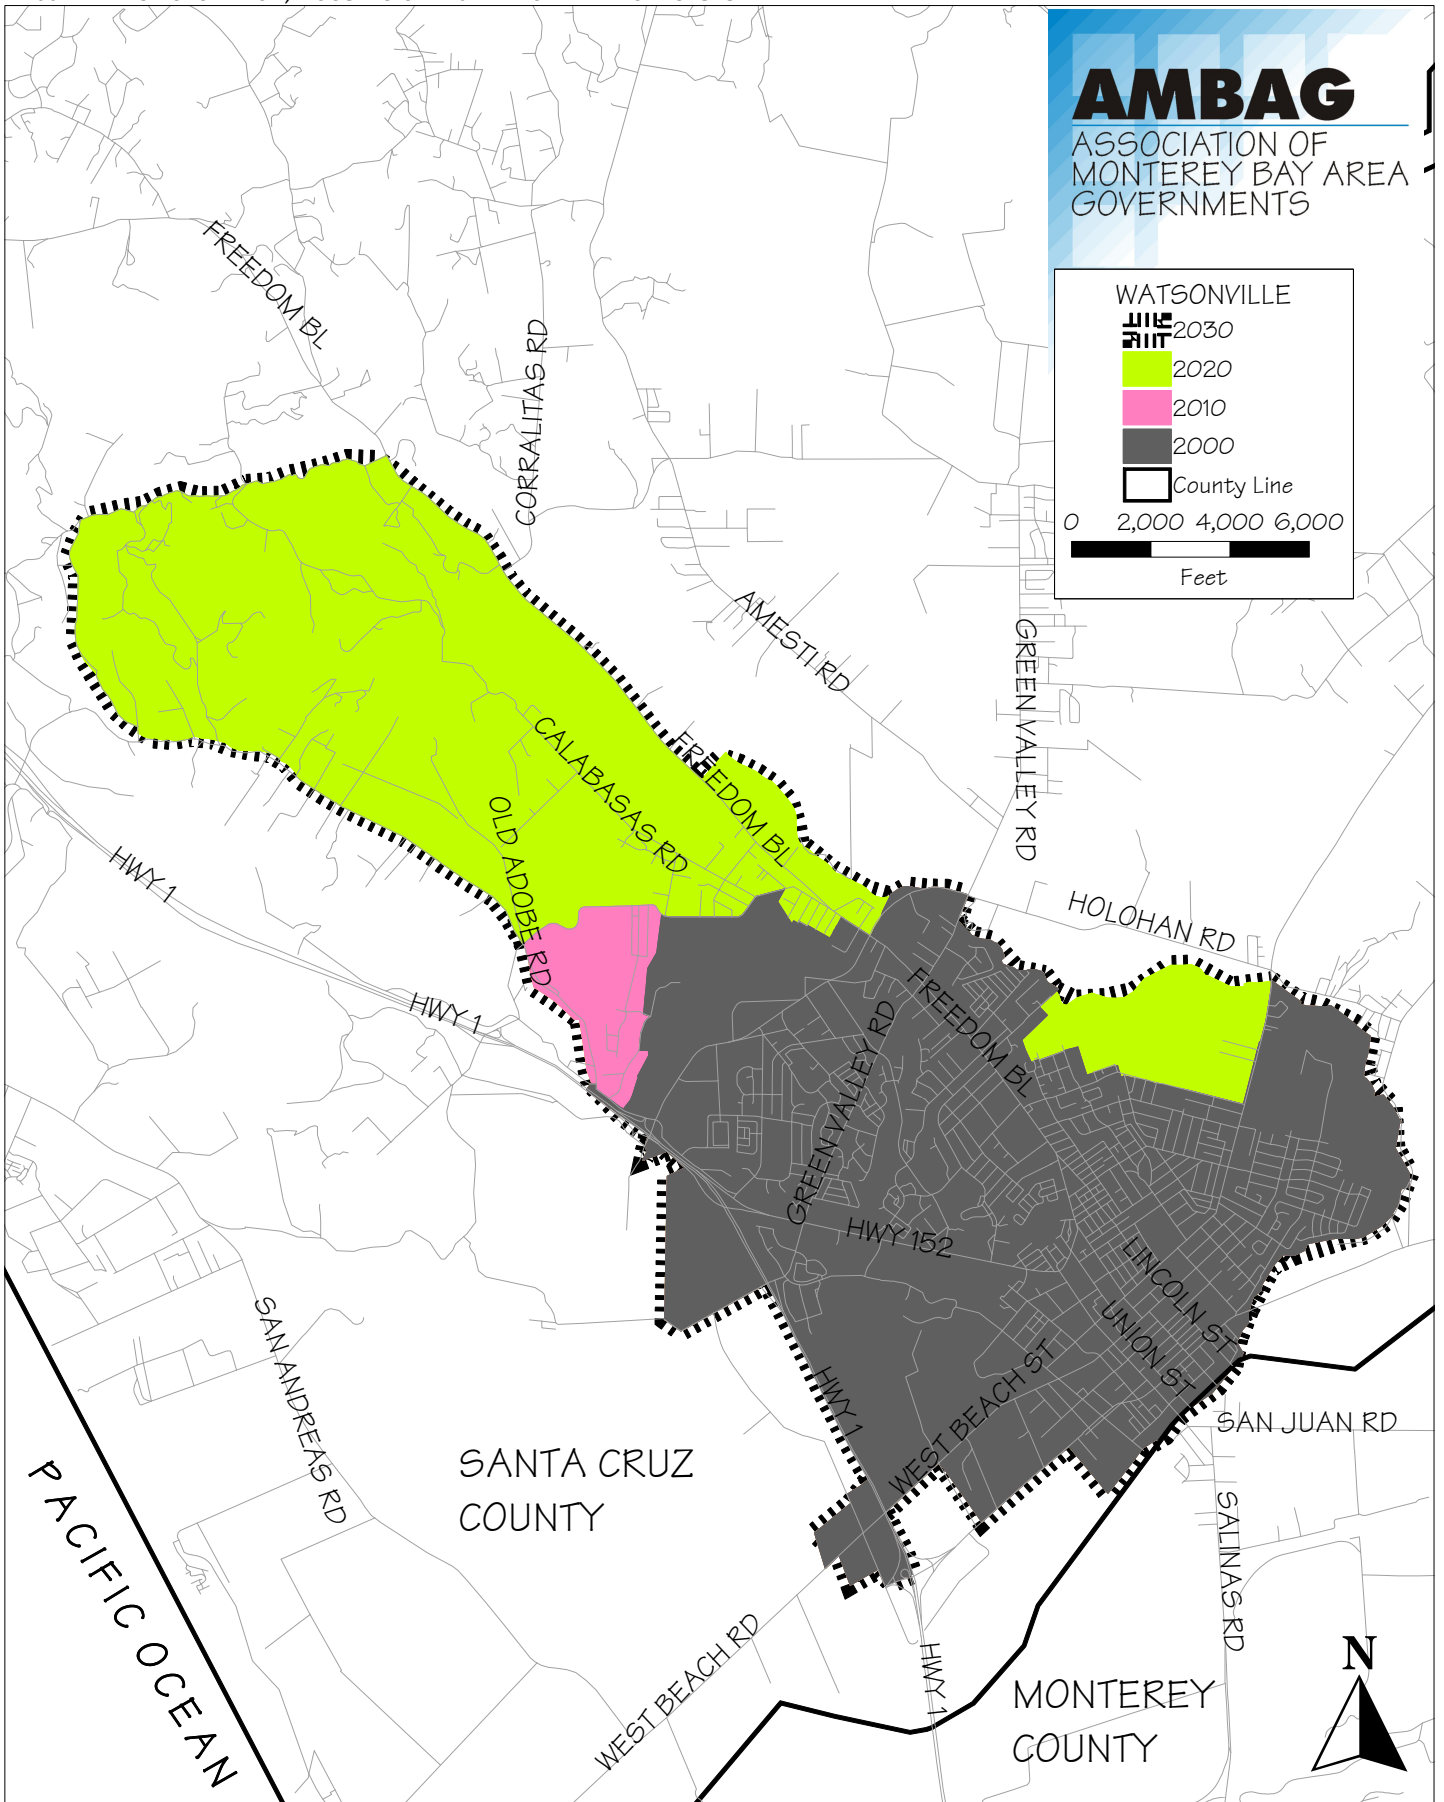 AMBAG
ASSOCIATION OF
MONTEREY BAY AREA
GOVERNMENTS
WATSONVILLE
2030
2020
2010
2000
County Line
0 2,000 4,000 6,000
Feet
FREEDOM BL
CORRALITAS RD
AMESTI RD
GREEN VALLEY RD
CALABASAS RD
FREEDOM BL
OLD ADOBE RD
HWY 1
HOLOHAN RD
HWY 1
FREEDOM BL
GREEN VALLEY RD
HWY 152
LINCOLN ST
UNION ST
SAN ANDREAS RD
HWY 1
WEST BEACH ST
SAN JUAN RD
SANTA CRUZ
COUNTY
PACIFIC OCEAN
SALINAS RD
WEST BEACH RD
HWY 1
MONTEREY
COUNTY
N